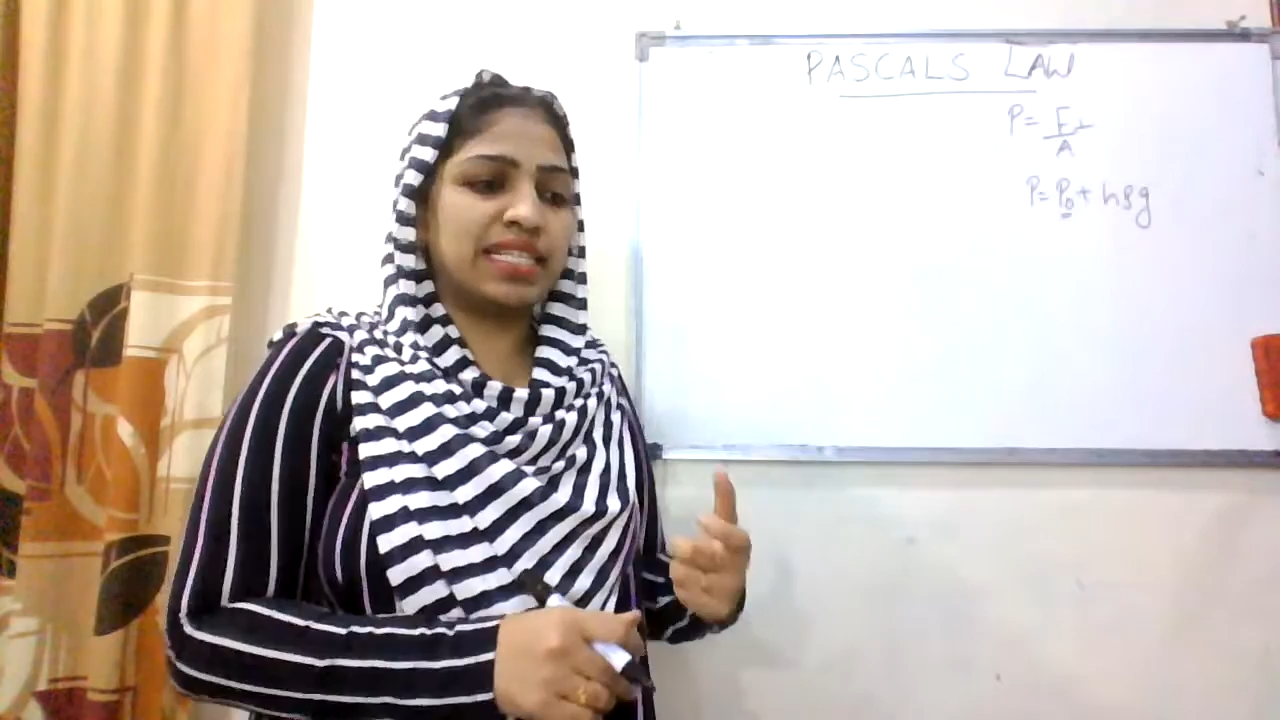 PASCALS LAW
P = F⊥/A
P = P₀ + hρg